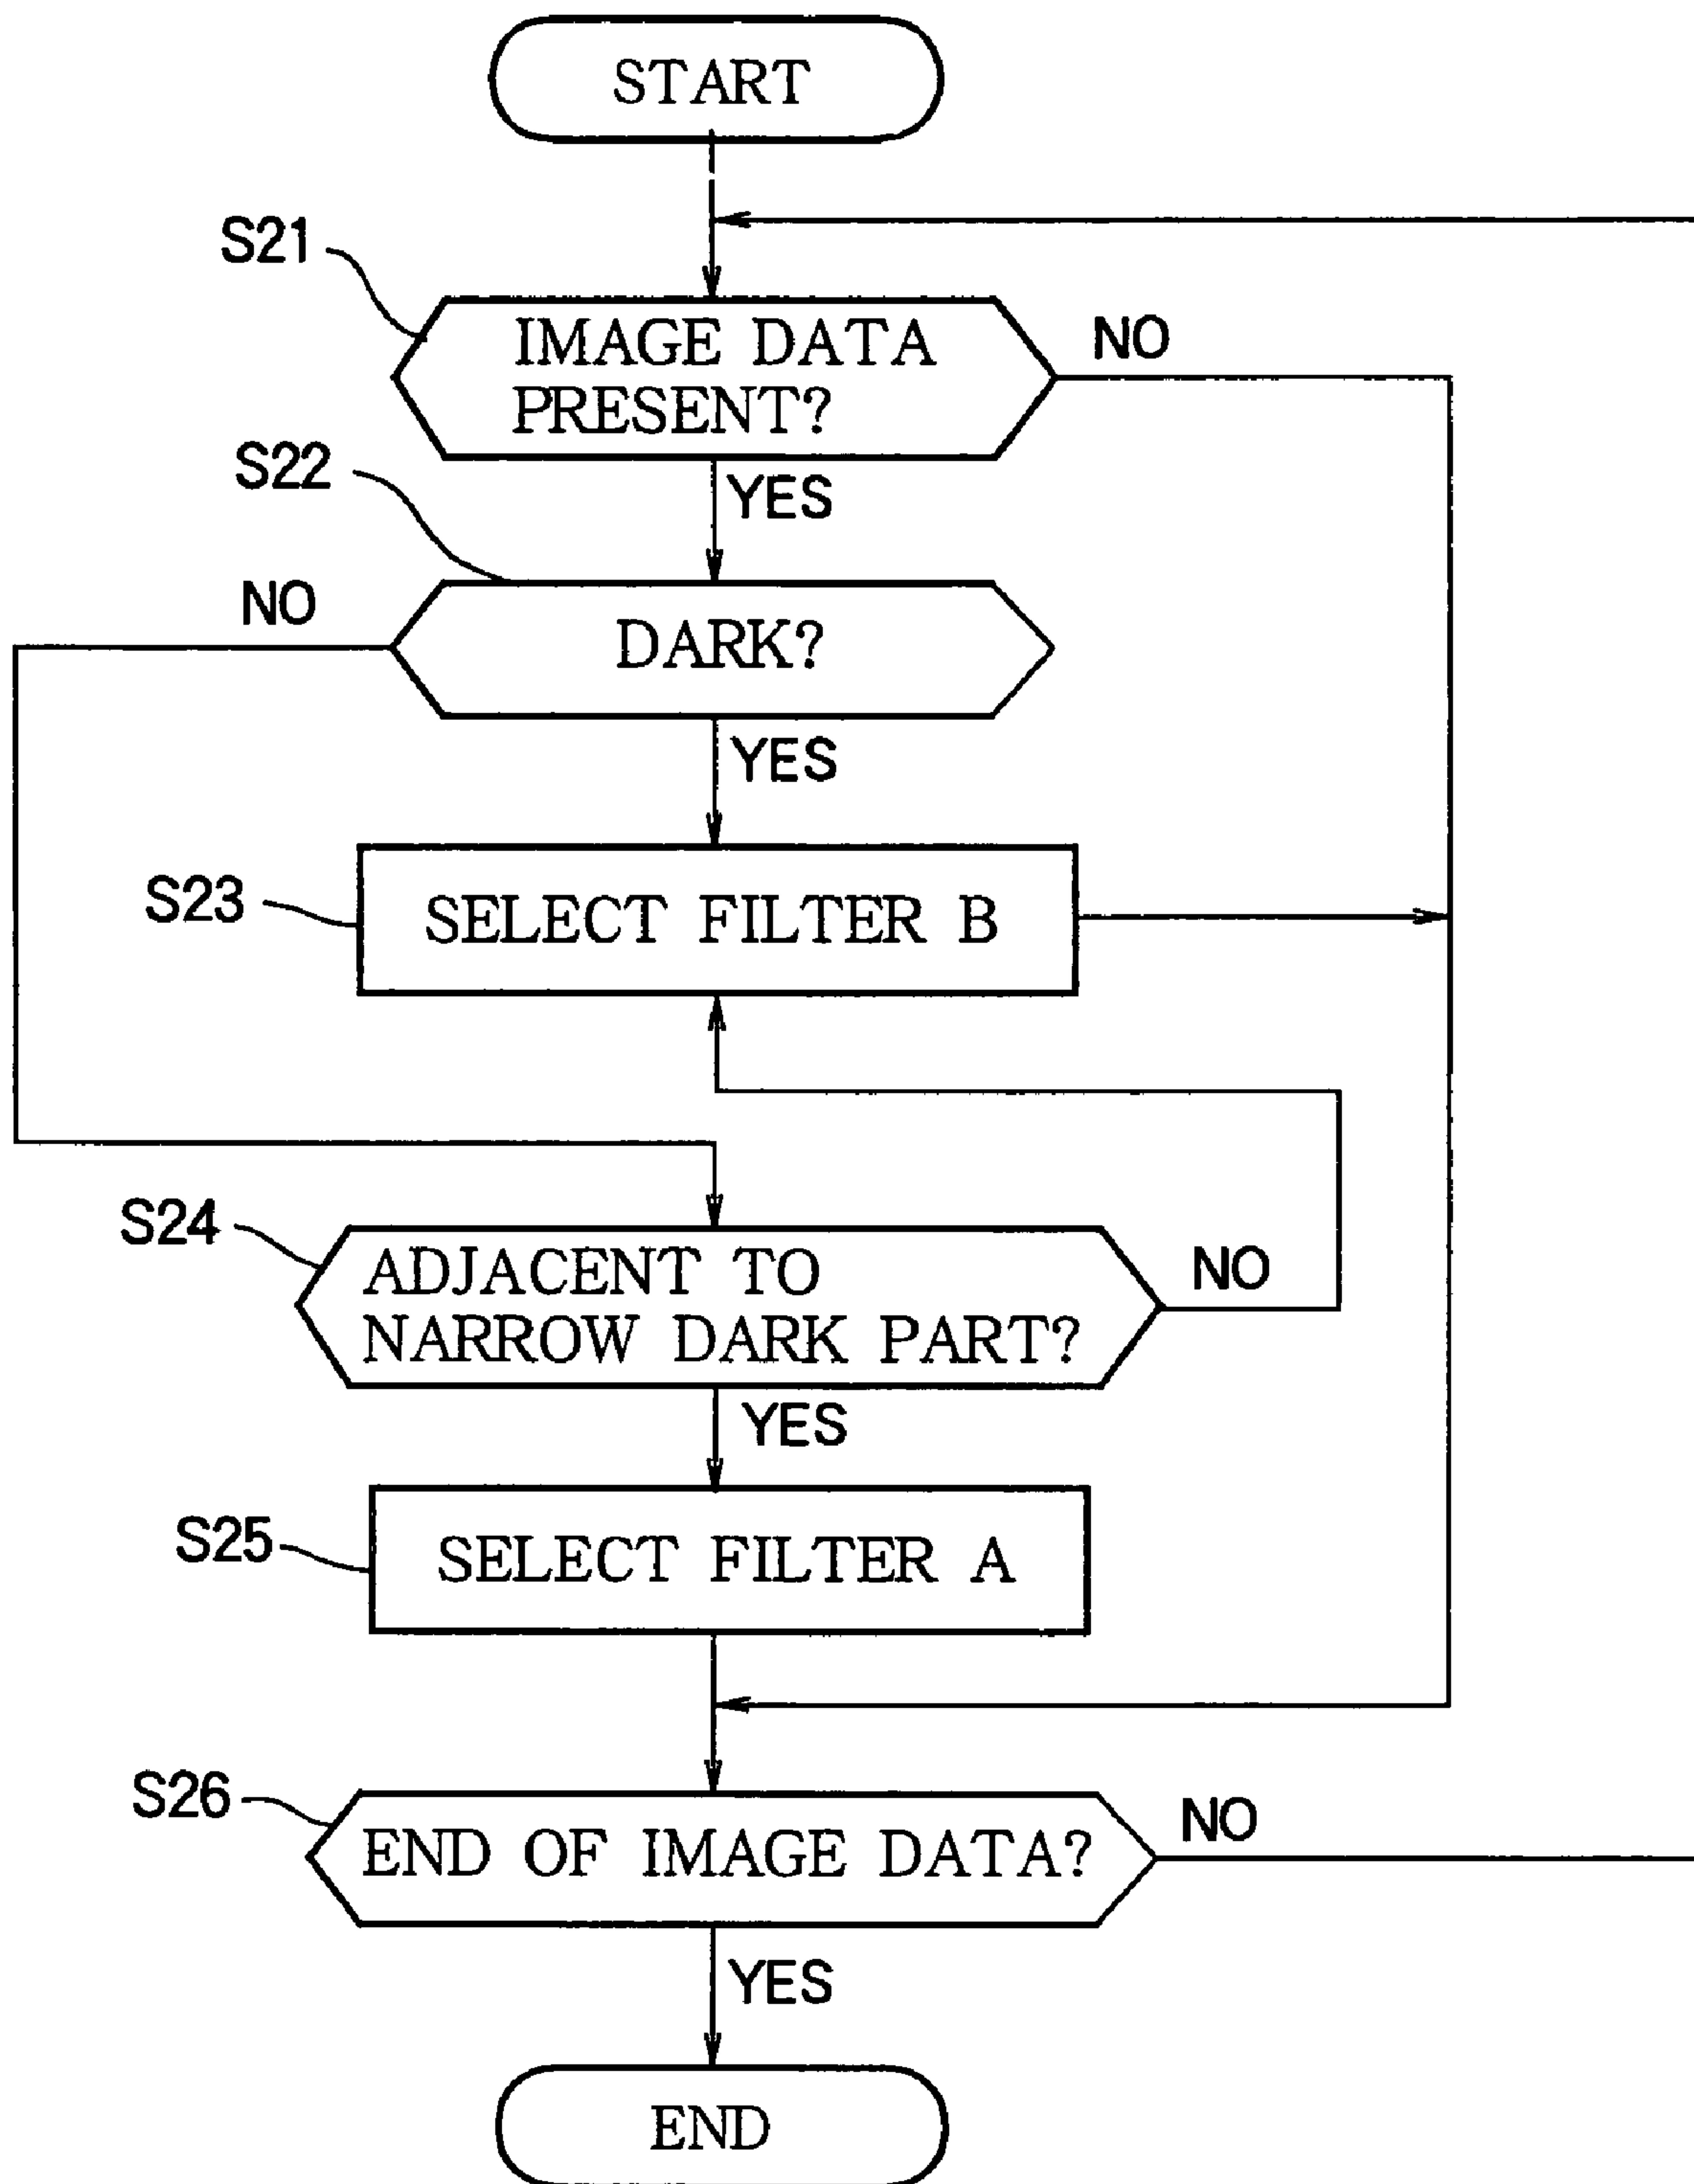 START
S21
IMAGE DATA
PRESENT?
NO
YES
S22
NO
DARK?
YES
S23
SELECT FILTER B
S24
ADJACENT TO
NARROW DARK PART?
NO
YES
S25
SELECT FILTER A
S26
END OF IMAGE DATA?
NO
YES
END